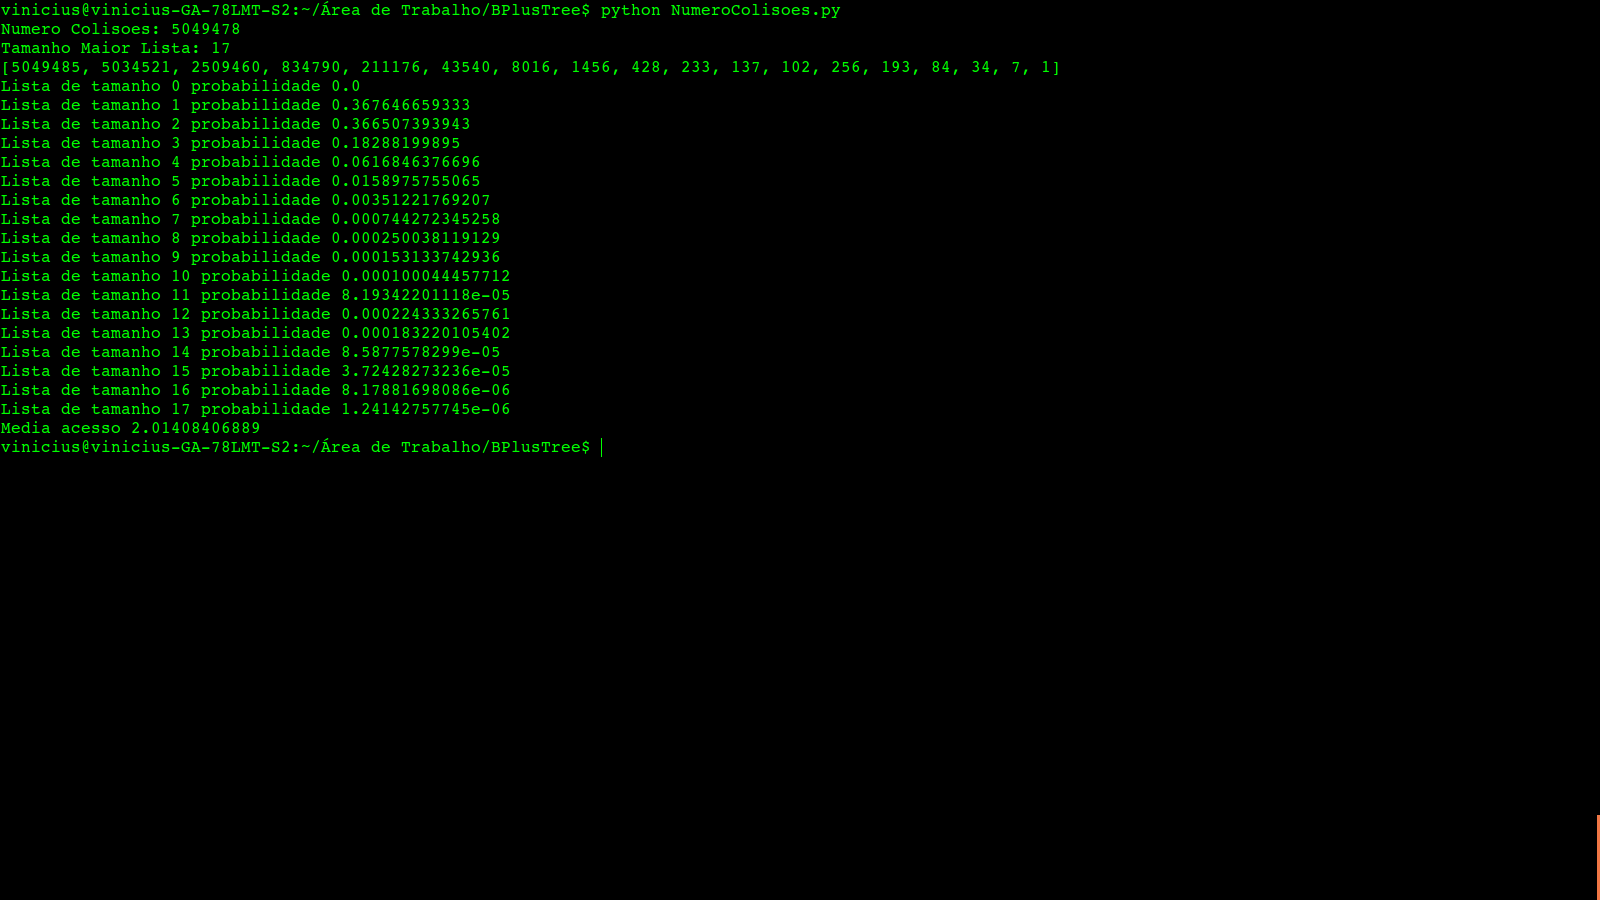 vinicius@vinicius-GA-78LMT-S2:~/Área de Trabalho/BPlusTree$ python NumeroColisoes.py
Numero Colisoes: 5049478
Tamanho Maior Lista: 17
[5049485, 5034521, 2509460, 834790, 211176, 43540, 8016, 1456, 428, 233, 137, 102, 256, 193, 84, 34, 7, 1]
Lista de tamanho 0 probabilidade 0.0
Lista de tamanho 1 probabilidade 0.367646659333
Lista de tamanho 2 probabilidade 0.366507393943
Lista de tamanho 3 probabilidade 0.18288199895
Lista de tamanho 4 probabilidade 0.0616846376696
Lista de tamanho 5 probabilidade 0.0158975755065
Lista de tamanho 6 probabilidade 0.00351221769207
Lista de tamanho 7 probabilidade 0.000744272345258
Lista de tamanho 8 probabilidade 0.000250038119129
Lista de tamanho 9 probabilidade 0.000153133742936
Lista de tamanho 10 probabilidade 0.000100044457712
Lista de tamanho 11 probabilidade 8.19342201118e-05
Lista de tamanho 12 probabilidade 0.000224333265761
Lista de tamanho 13 probabilidade 0.000183220105402
Lista de tamanho 14 probabilidade 8.5877578299e-05
Lista de tamanho 15 probabilidade 3.72428273236e-05
Lista de tamanho 16 probabilidade 8.17881698086e-06
Lista de tamanho 17 probabilidade 1.24142757745e-06
Media acesso 2.01408406889
vinicius@vinicius-GA-78LMT-S2:~/Área de Trabalho/BPlusTree$